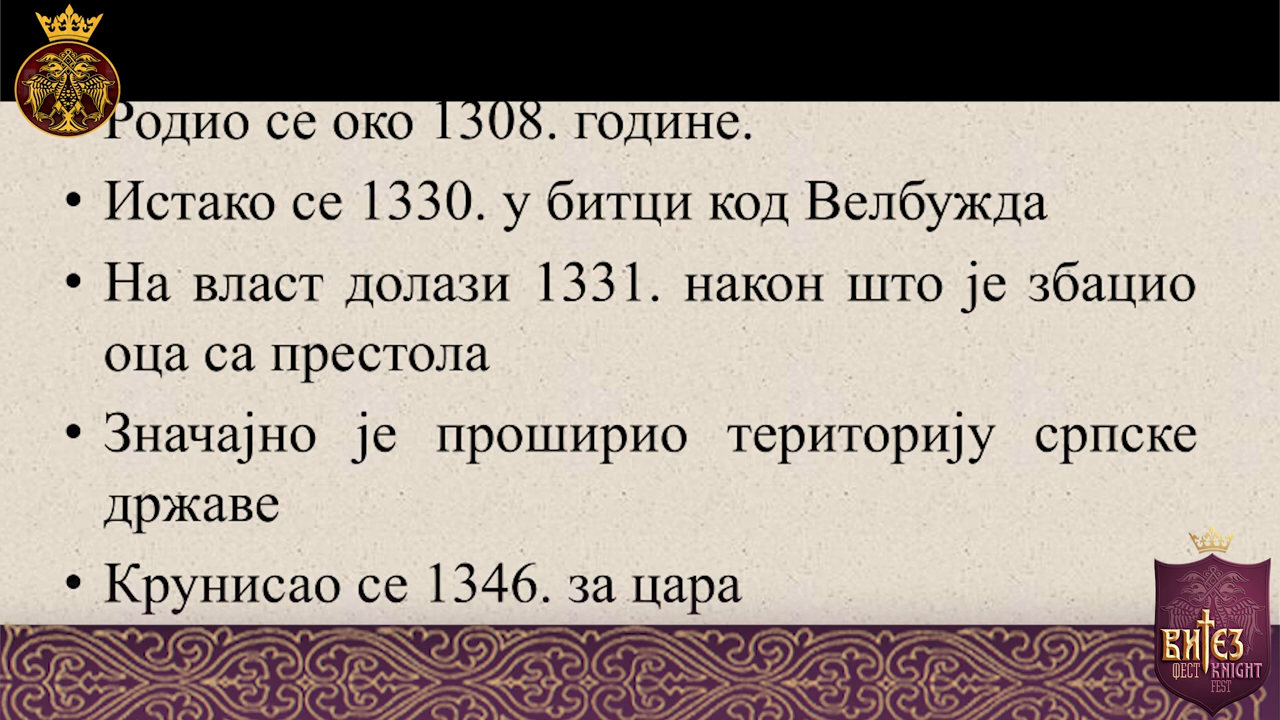 Родио се око 1308. године.
• Истако се 1330. у битци код Велбужда
• На власт долази 1331. након што је збацио
оца са престола
• Значајно је проширио територију српске
државе
• Крунисао се 1346. за цара
ВИТЕЗ
ФЕСТ KNIGHT
FEST